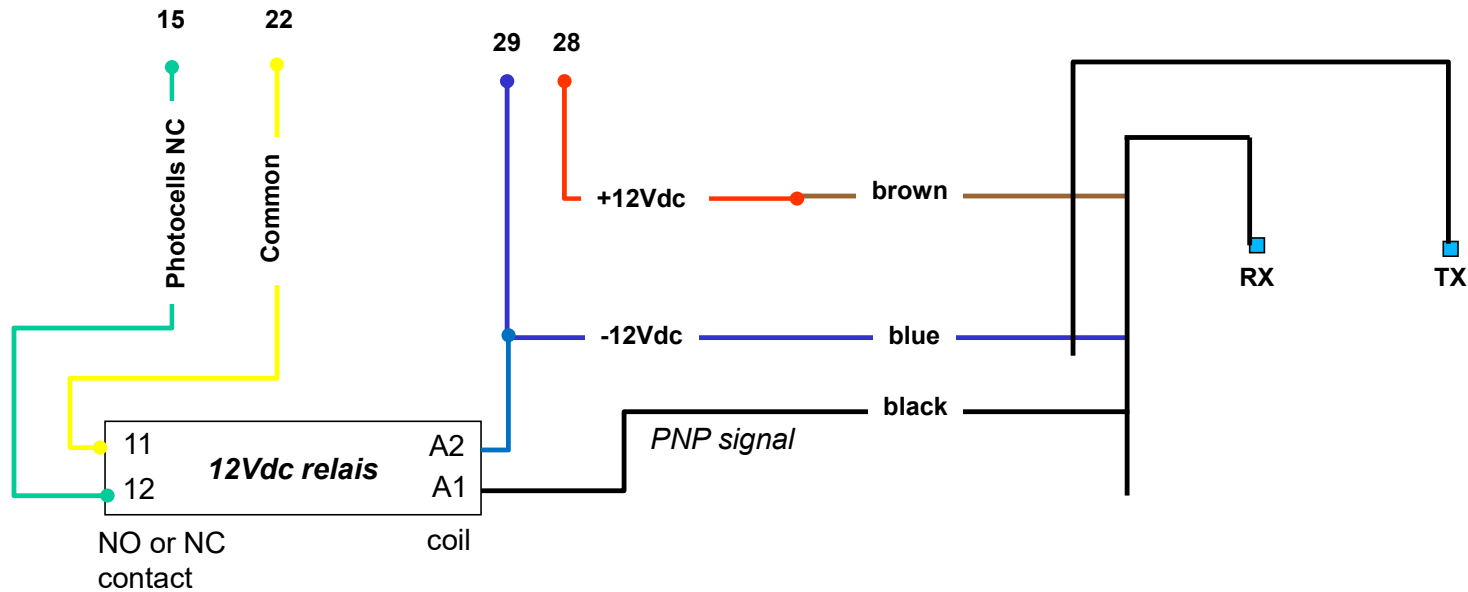 15
22
29
28
Photocells NC
Common
+12Vdc
brown
RX
TX
-12Vdc
blue
black
PNP signal
11
12
12Vdc relais
A2
A1
NO or NC
contact
coil